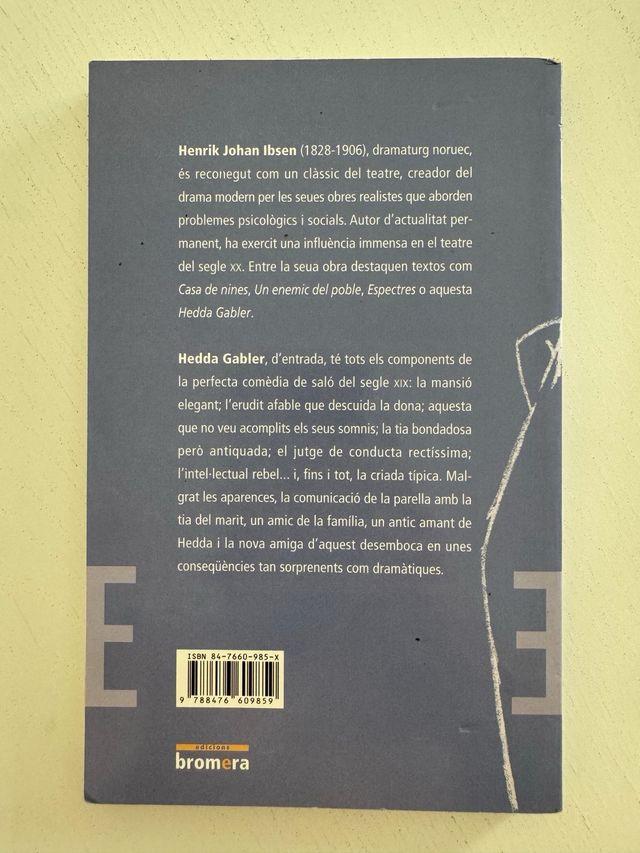 Henrik Johan Ibsen (1828-1906), dramaturg noruec,
és reconegut com un clàssic del teatre, creador del
drama modern per les seues obres realistes que aborden
problemes psicològics i socials. Autor d'actualitat per-
manent, ha exercit una influència immensa en el teatre
del segle XX. Entre la seua obra destaquen textos com
Casa de nines, Un enemic del poble, Espectres o aquesta
Hedda Gabler.
Hedda Gabler, d'entrada, té tots els components de
la perfecta comèdia de saló del segle XIX: la mansió
elegant; l'erudit afable que descuida la dona; aquesta
que no veu acomplits els seus somnis; la tia bondadosa
però antiquada; el jutge de conducta rectíssima;
l'intel·lectual rebel... i, fins i tot, la criada típica. Mal-
grat les aparences, la comunicació de la parella amb la
tia del marit, un amic de la família, un antic amant de
Hedda i la nova amiga d'aquest desemboca en unes
conseqüències tan sorprenents com dramàtiques.
E
E
ISBN 84-7660-985-X
9 788476 609859
edicions
bromera